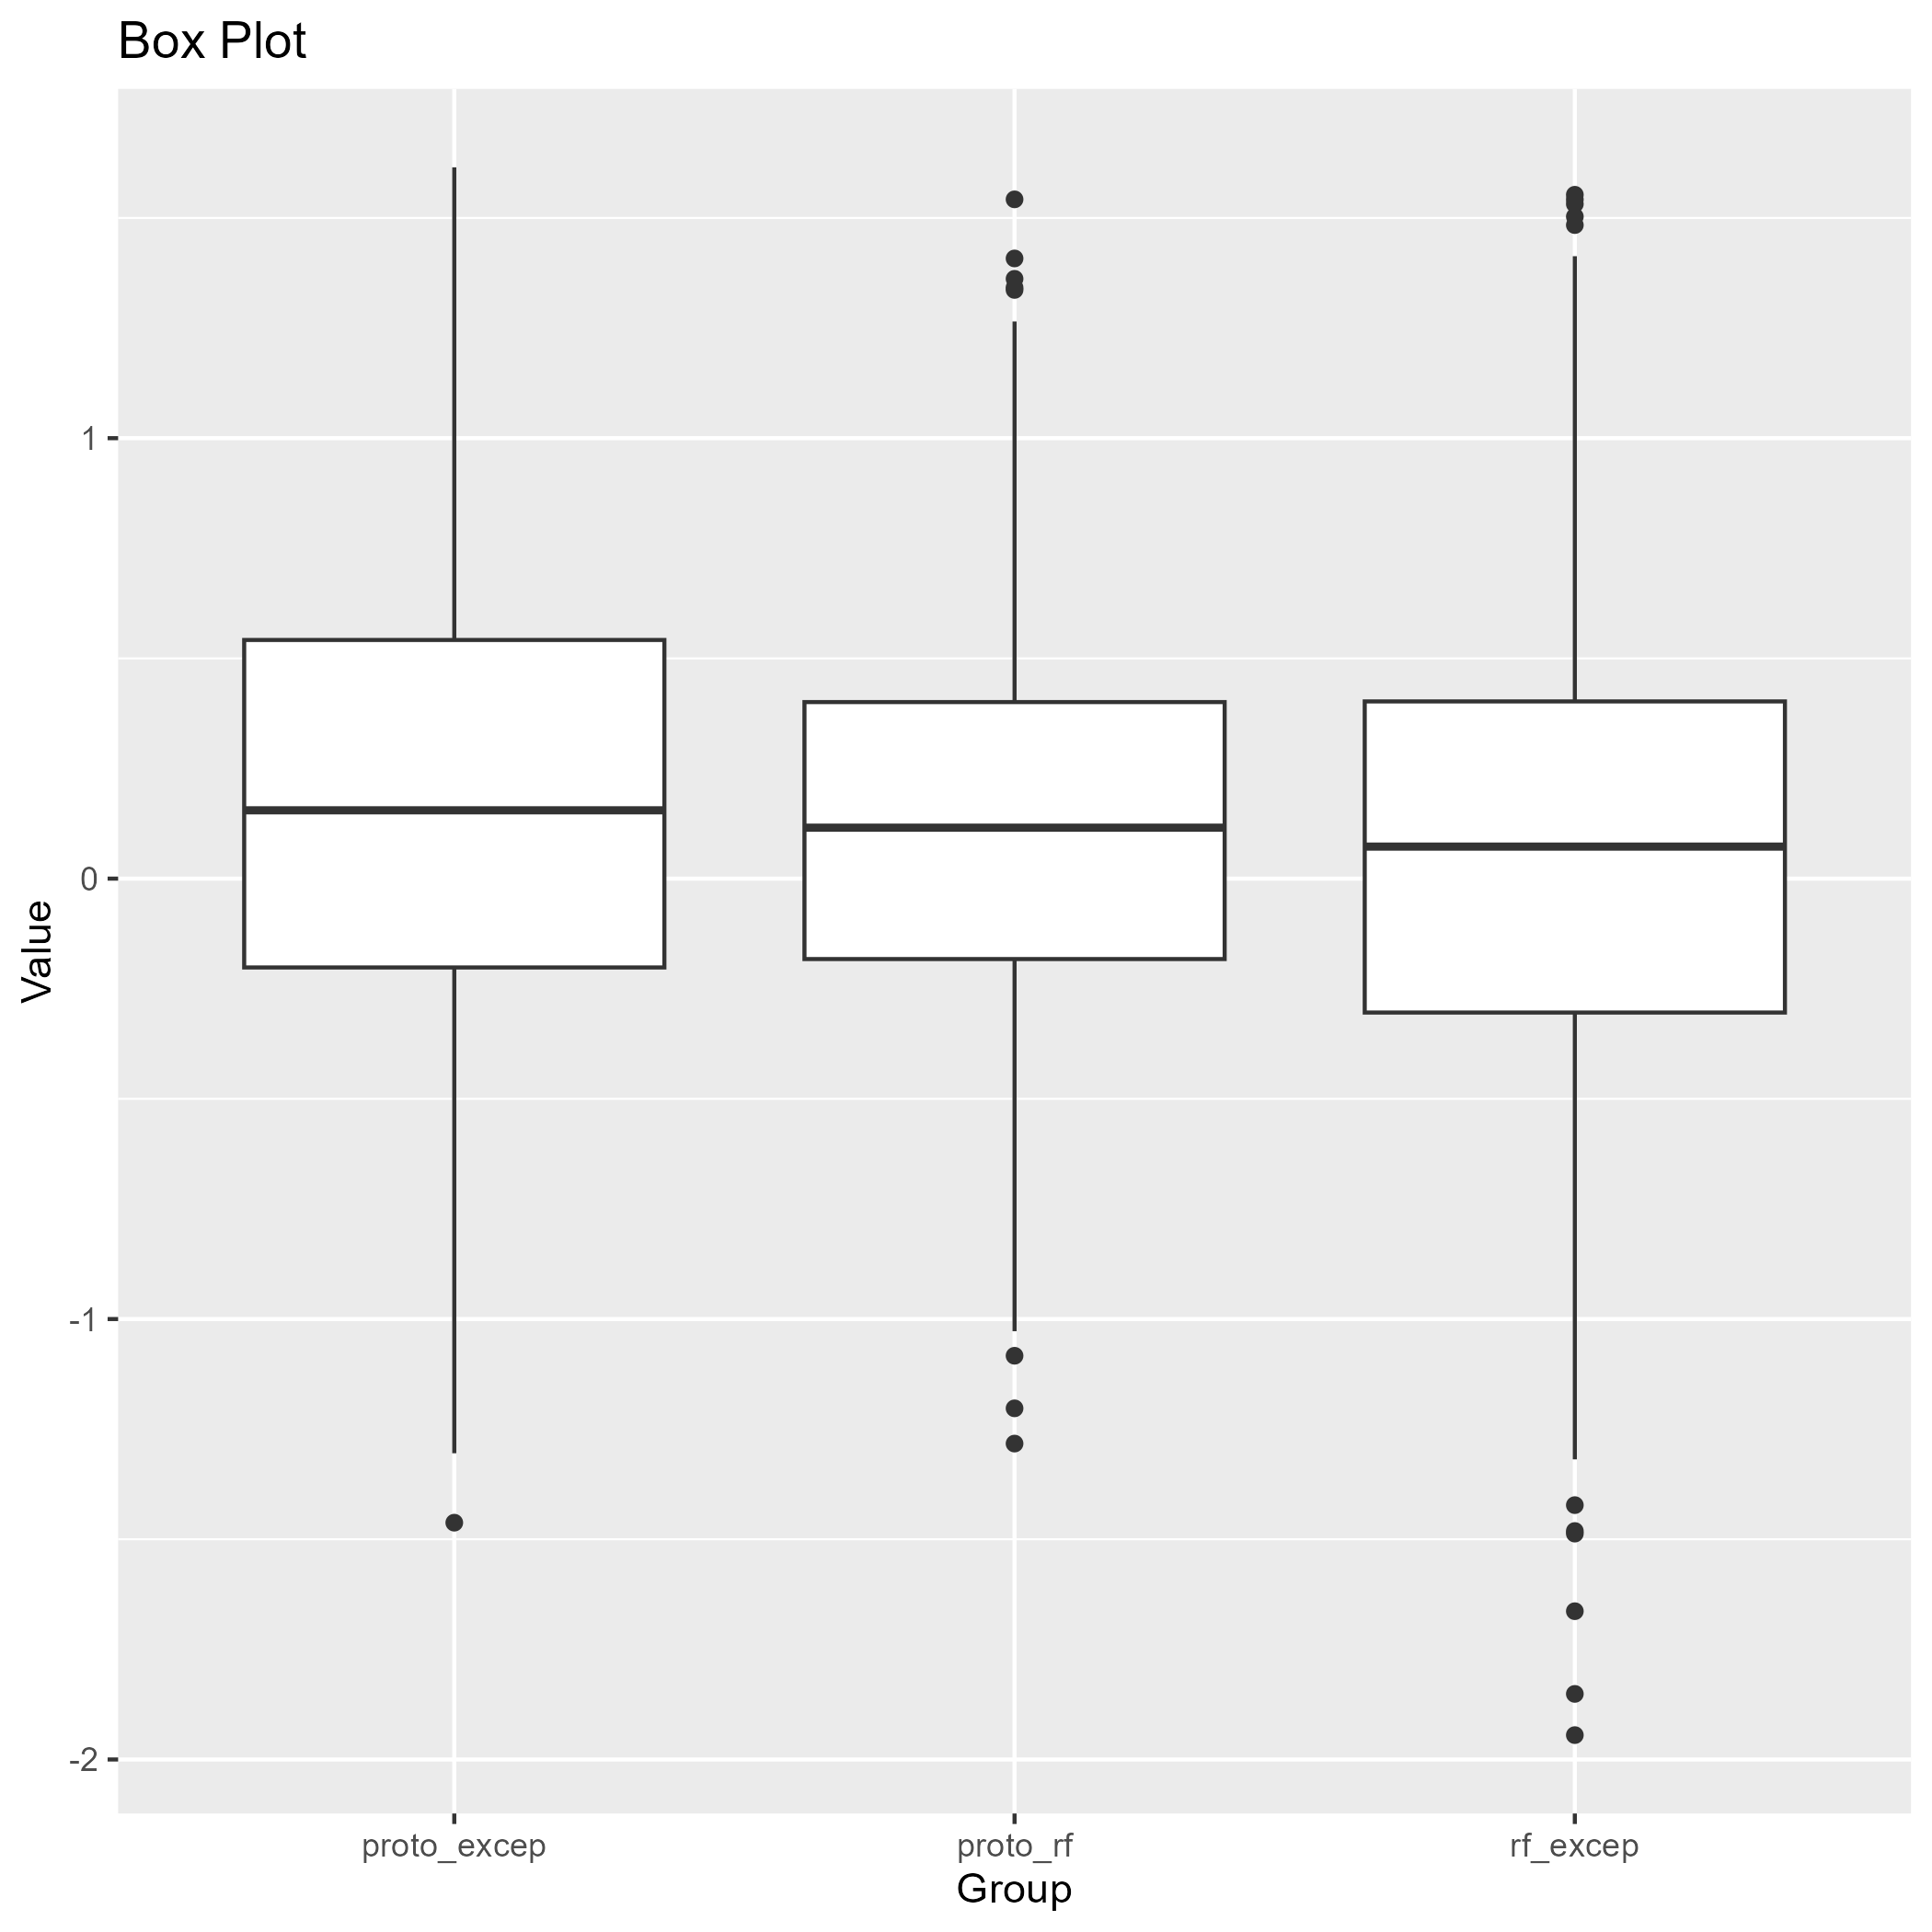 Box Plot
Value
1
0
-1
-2
proto_excep
proto_rf
rf_excep
Group